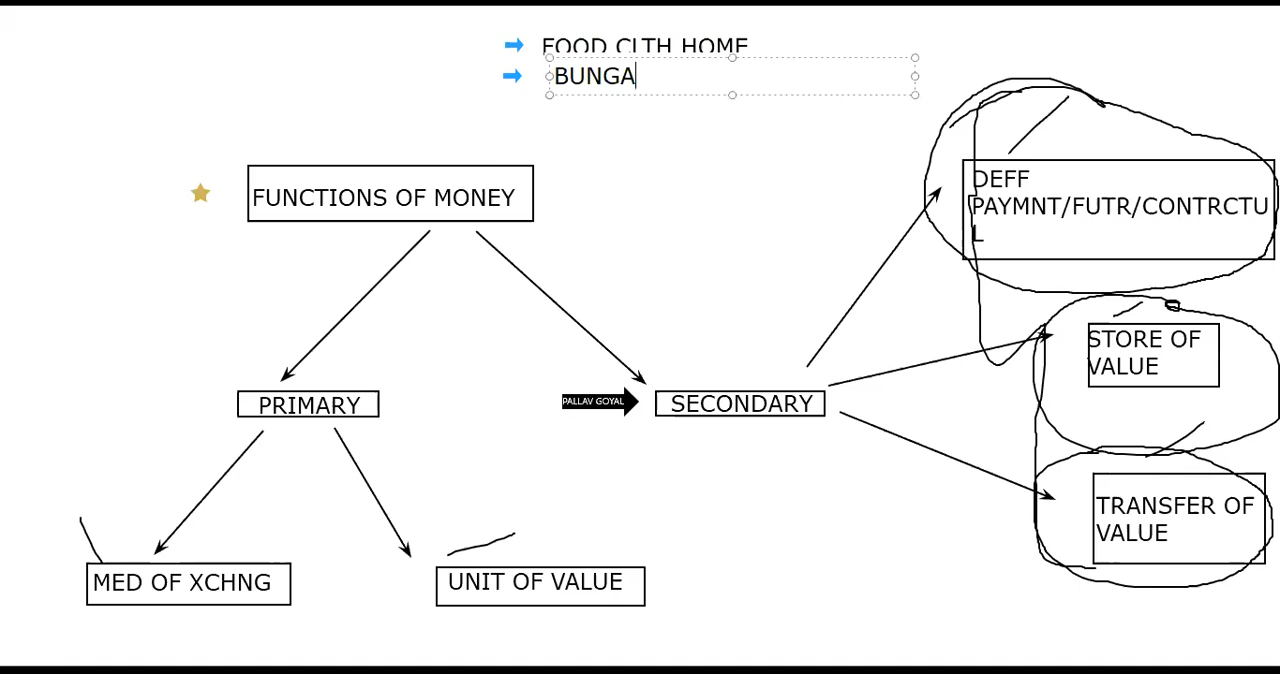 FOOD CLTH HOME
BUNGA
FUNCTIONS OF MONEY
DEFF
PAYMNT/FUTR/CONTRCTU
L
STORE OF
VALUE
PRIMARY
PALLAV GOYAL
SECONDARY
TRANSFER OF
VALUE
MED OF XCHNG
UNIT OF VALUE